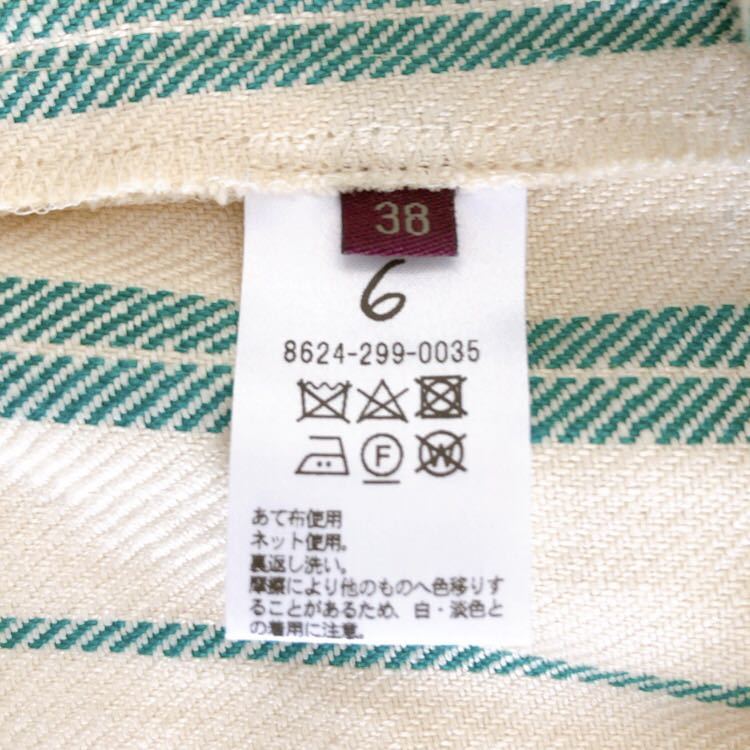 38
6
8624-299-0035
F
W
あて布使用
ネット使用。
裏返し洗い。
摩擦により他のものへ色移りす
ることがあるため、白・淡色と
の着用に注意。